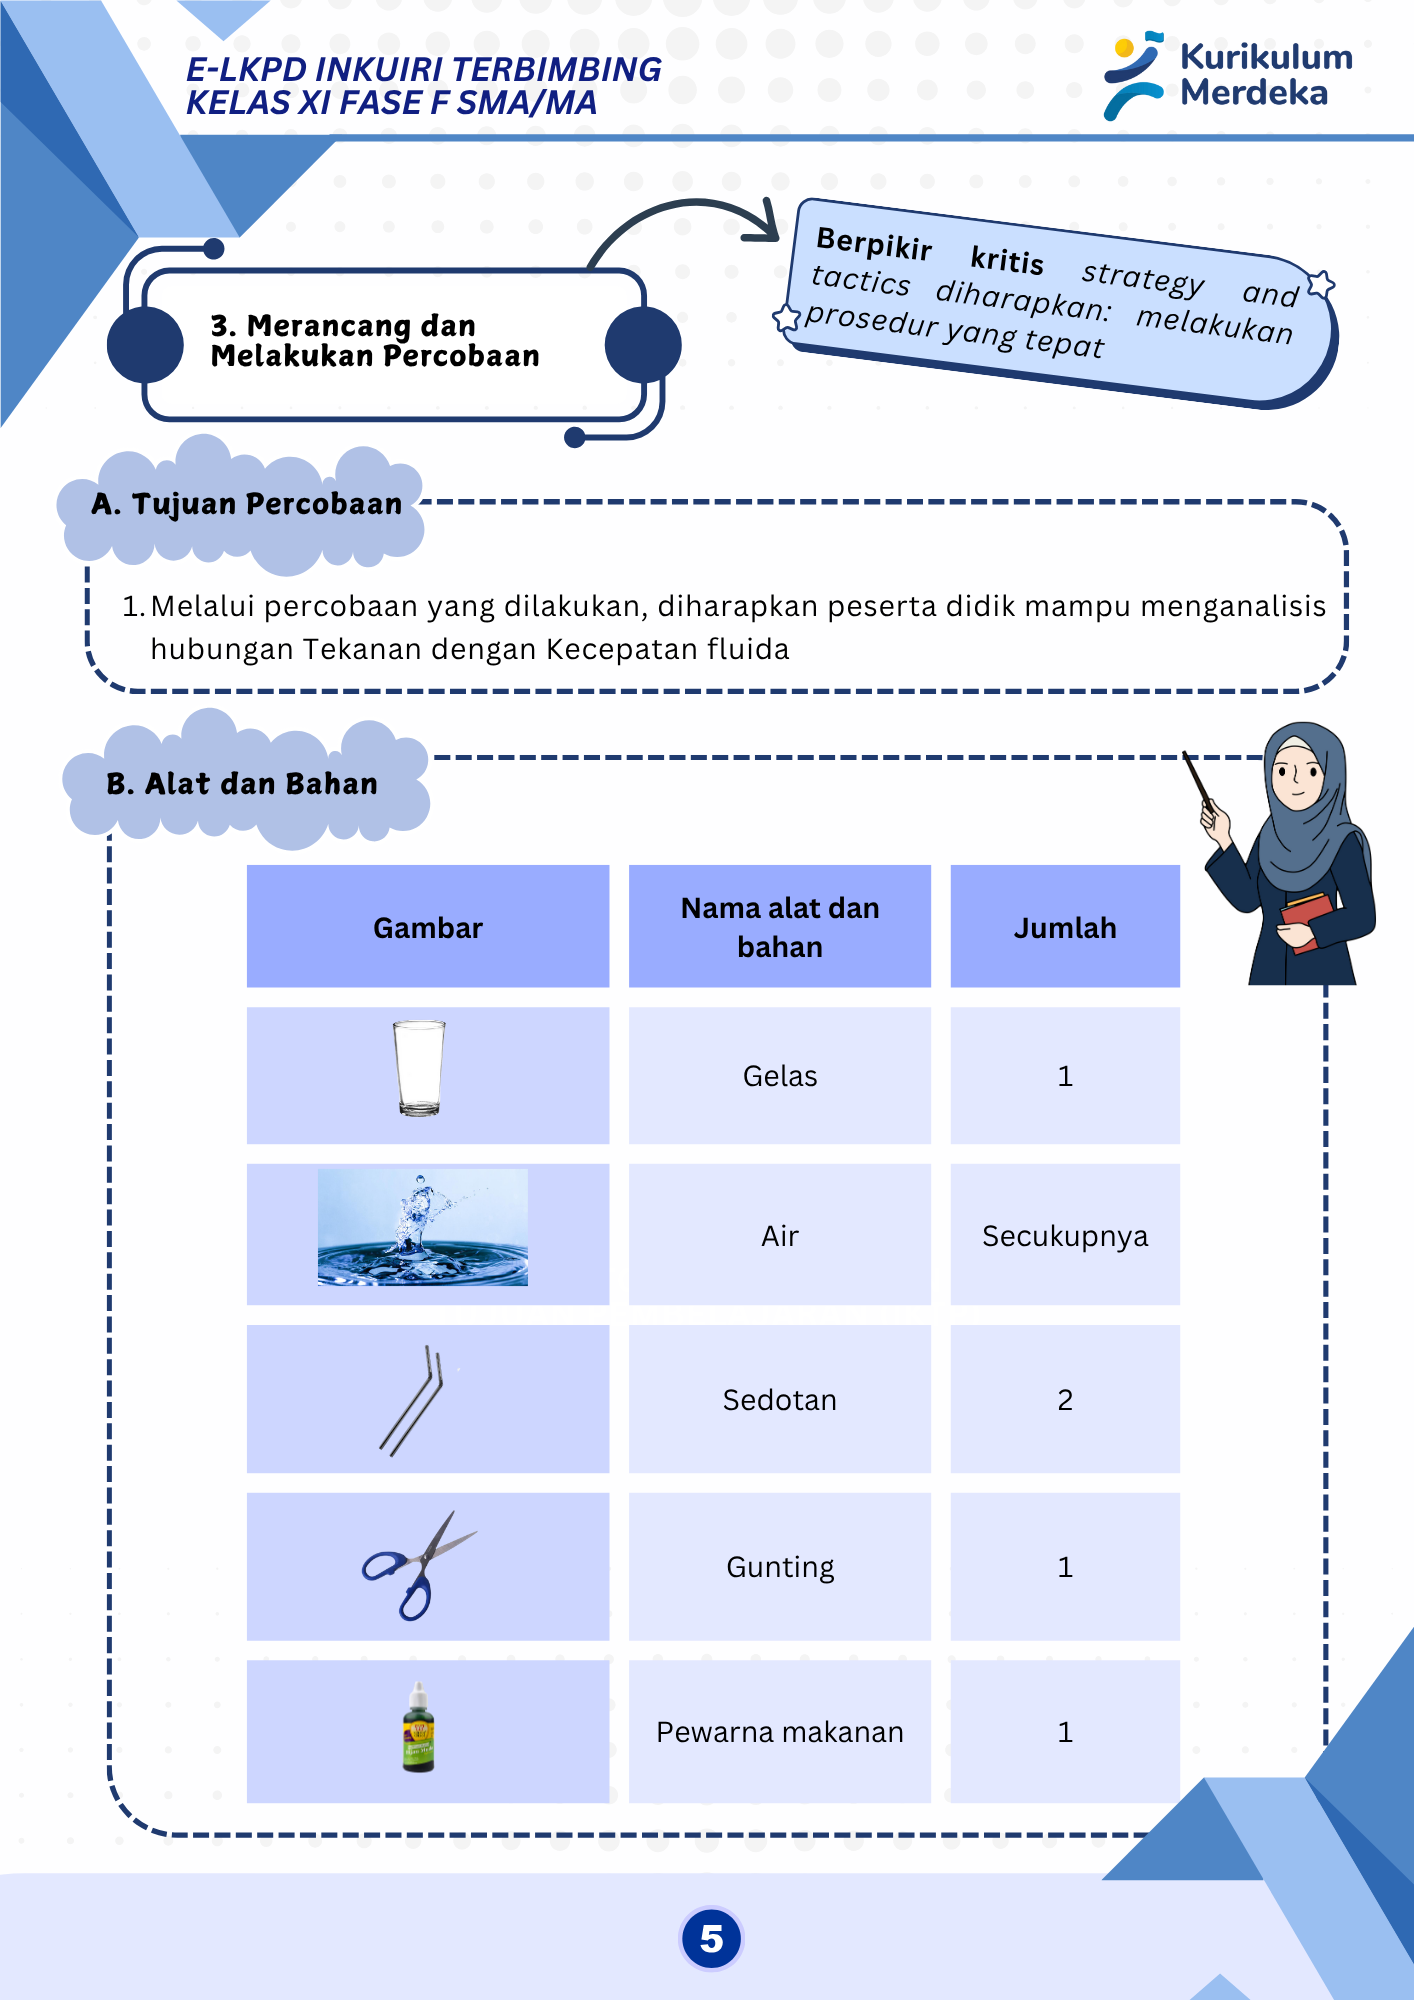 E-LKPD INKUIRI TERBIMBING
KELAS XI FASE F SMA/MA
Kurikulum
Merdeka
3. Merancang dan
Melakukan Percobaan
Berpikir kritis strategy and
tactics diharapkan: melakukan
prosedur yang tepat
A. Tujuan Percobaan
1. Melalui percobaan yang dilakukan, diharapkan peserta didik mampu menganalisis
hubungan Tekanan dengan Kecepatan fluida
B. Alat dan Bahan
Gambar
Nama alat dan
bahan
Jumlah
Gelas
1
Air
Secukupnya
Sedotan
2
Gunting
1
Pewarna makanan
1
5